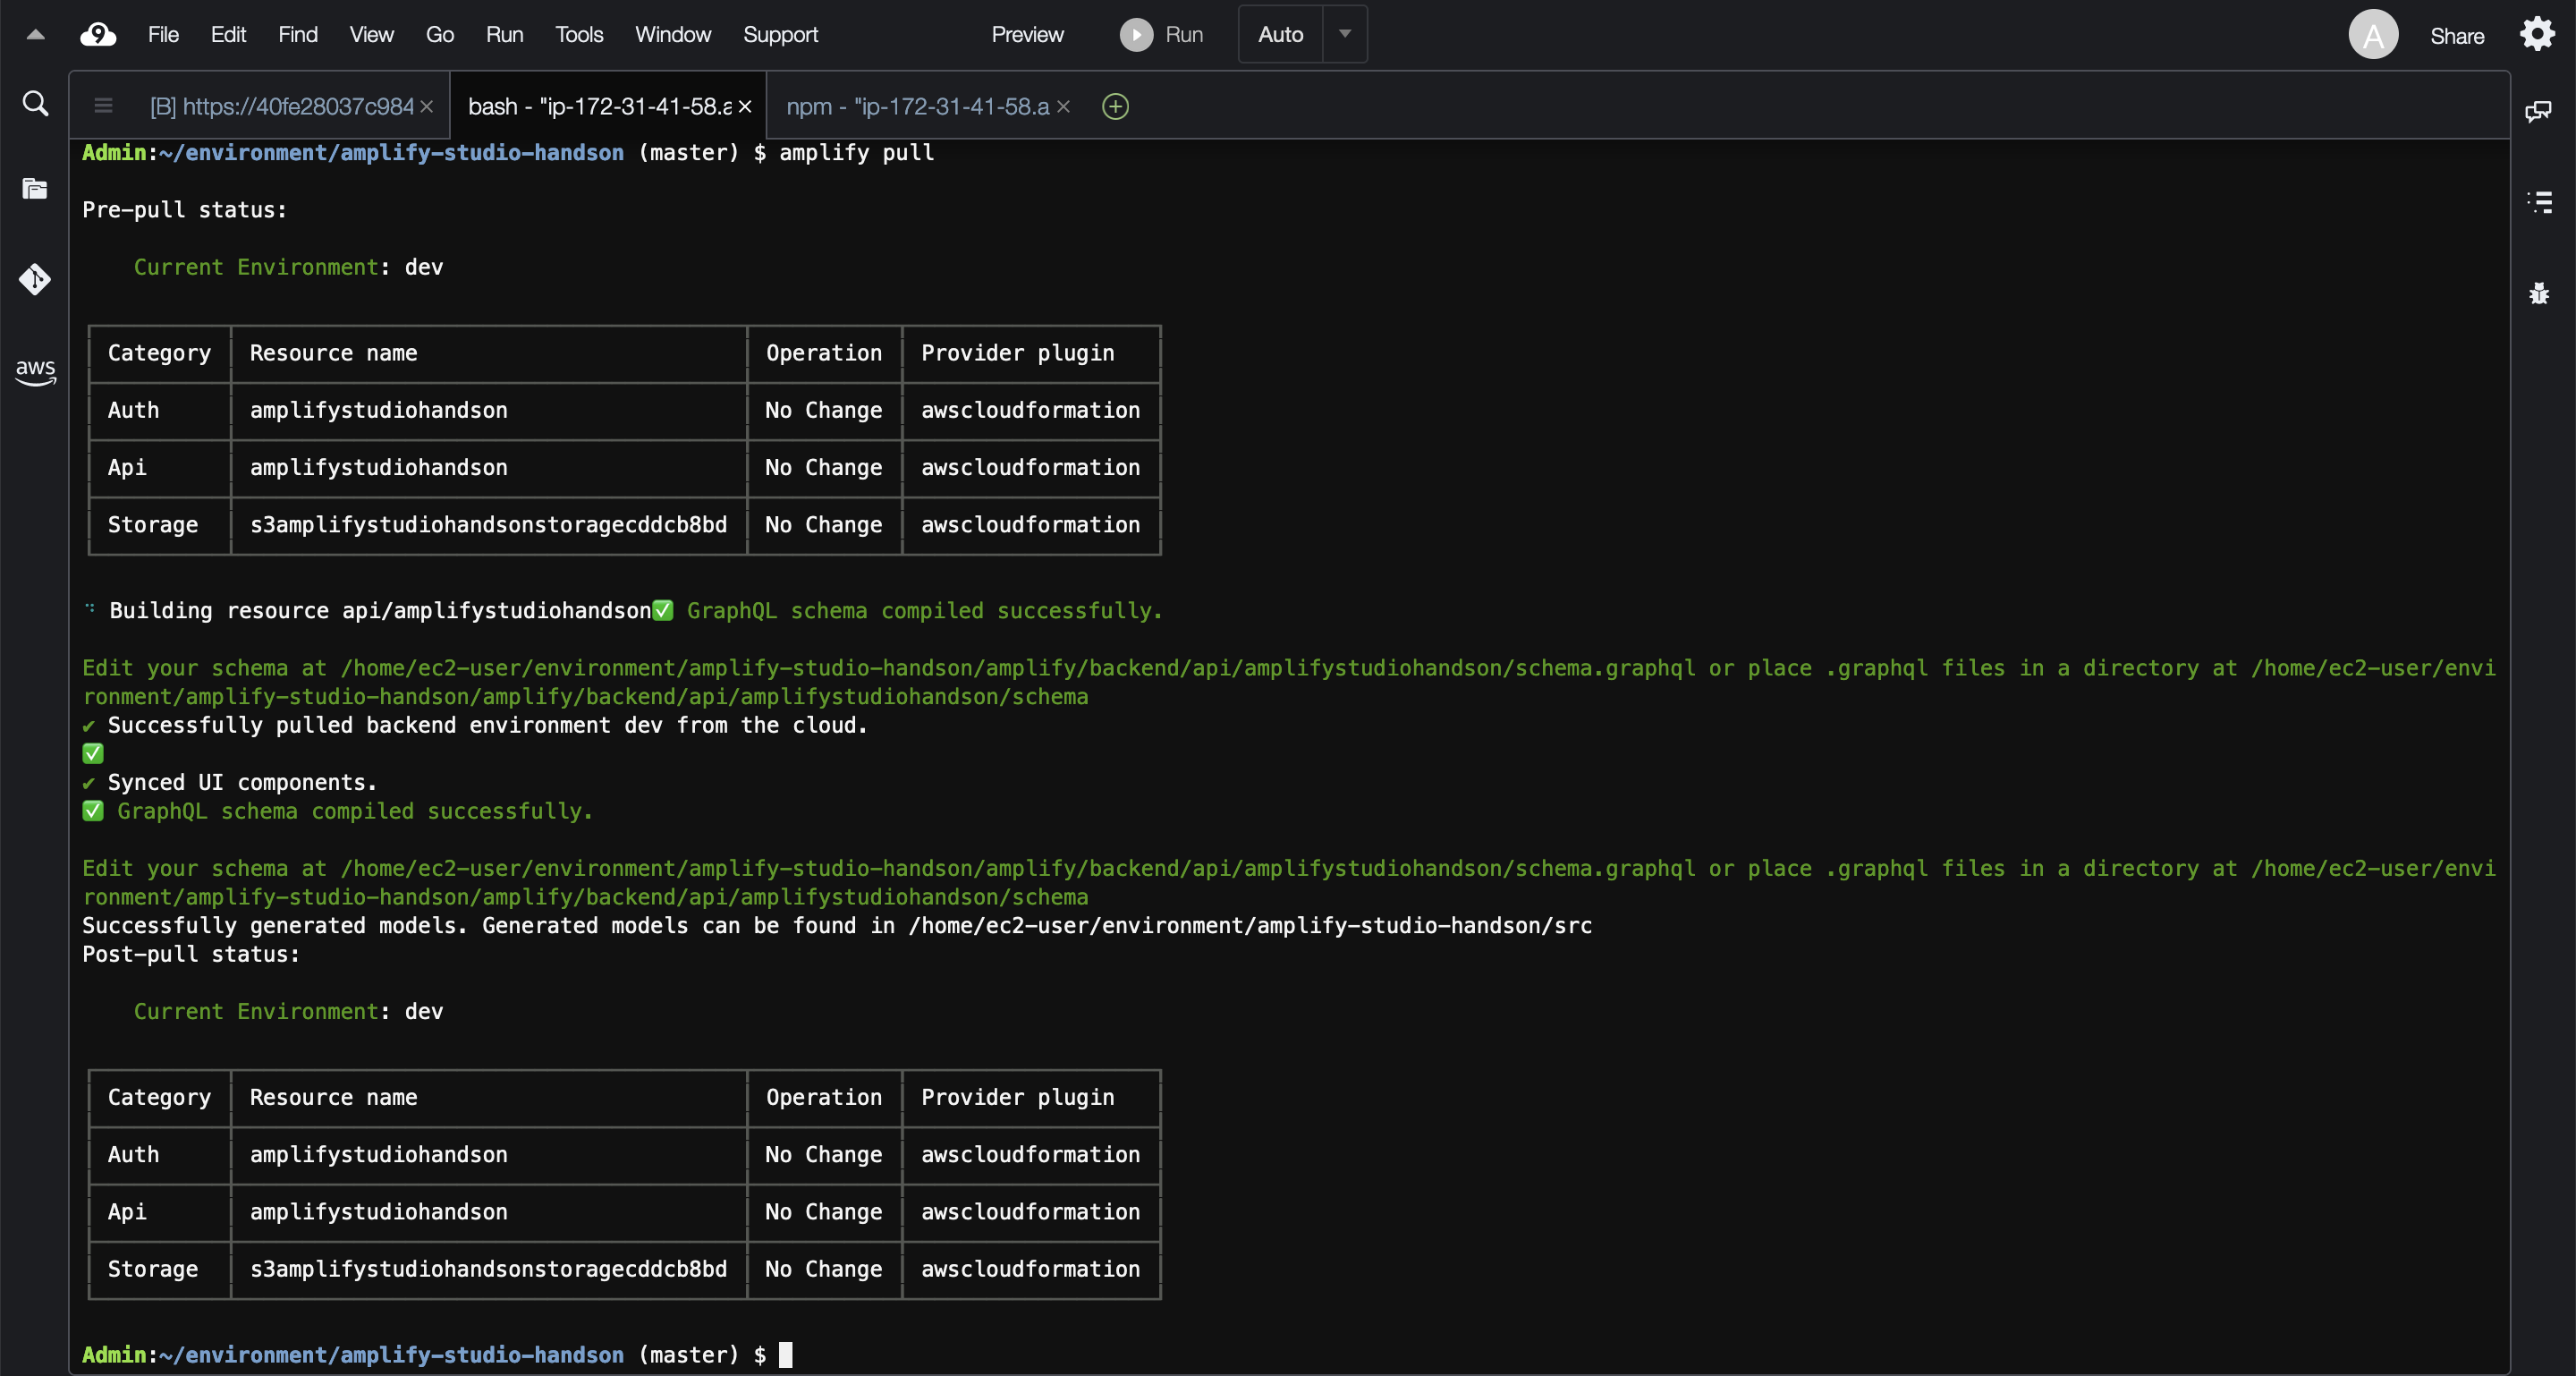 File Edit Find View Go Run Tools Window Support Preview Run Auto A Share
[B] https://40fe28037c984 bash - "ip-172-31-41-58.a npm - "ip-172-31-41-58.a
aws
Admin:~/environment/amplify-studio-handson (master) $ amplify pull
Pre-pull status:
Current Environment: dev
Category Resource name Operation Provider plugin
Auth amplifystudiohandson No Change awscloudformation
Api amplifystudiohandson No Change awscloudformation
Storage s3amplifystudiohandsonstoragecddcb8bd No Change awscloudformation
Building resource api/amplifystudiohandson✅ GraphQL schema compiled successfully.
Edit your schema at /home/ec2-user/environment/amplify-studio-handson/amplify/backend/api/amplifystudiohandson/schema.graphql or place .graphql files in a directory at /home/ec2-user/envi
ronment/amplify-studio-handson/amplify/backend/api/amplifystudiohandson/schema
✔ Successfully pulled backend environment dev from the cloud.
✅
✔ Synced UI components.
✅ GraphQL schema compiled successfully.
Edit your schema at /home/ec2-user/environment/amplify-studio-handson/amplify/backend/api/amplifystudiohandson/schema.graphql or place .graphql files in a directory at /home/ec2-user/envi
ronment/amplify-studio-handson/amplify/backend/api/amplifystudiohandson/schema
Successfully generated models. Generated models can be found in /home/ec2-user/environment/amplify-studio-handson/src
Post-pull status:
Current Environment: dev
Category Resource name Operation Provider plugin
Auth amplifystudiohandson No Change awscloudformation
Api amplifystudiohandson No Change awscloudformation
Storage s3amplifystudiohandsonstoragecddcb8bd No Change awscloudformation
Admin:~/environment/amplify-studio-handson (master) $